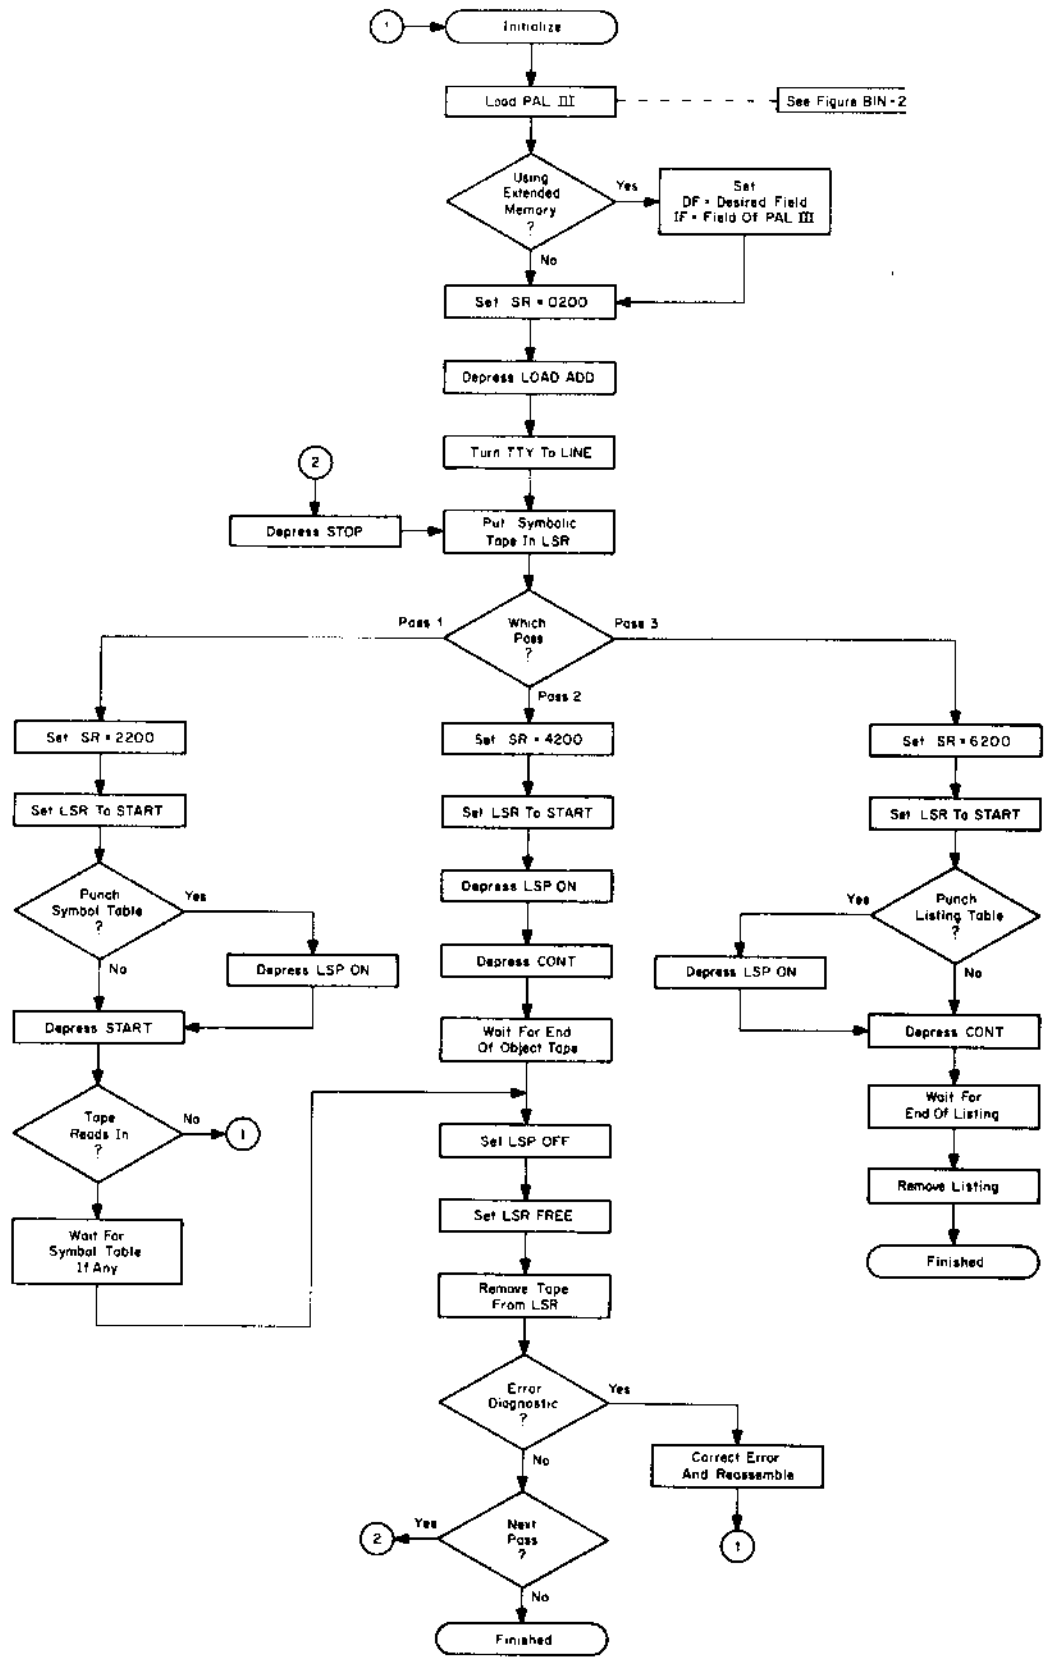 1
Initialize
Load PAL III
See Figure BIN-2
Using
Extended
Memory
?
Yes
Set
DF = Desired Field
IF = Field Of PAL III
No
Set SR = 0200
Depress LOAD ADD
Turn TTY To LINE
2
Depress STOP
Put Symbolic
Tape In LSR
Which
Pass
?
Pass 1
Pass 2
Pass 3
Set SR = 2200
Set LSR To START
Punch
Symbol Table
?
Yes
No
Depress LSP ON
Depress START
Tape
Reads In
?
No
1
Wait For
Symbol Table
If Any
Set SR = 4200
Set LSR To START
Depress LSP ON
Depress CONT
Wait For End
Of Object Tape
Set LSP OFF
Set LSR FREE
Remove Tape
From LSR
Error
Diagnostic
?
Yes
Correct Error
And Reassemble
1
No
Next
Pass
?
Yes
2
No
Finished
Set SR = 6200
Set LSR To START
Punch
Listing Table
?
Yes
No
Depress LSP ON
Depress CONT
Wait For
End Of Listing
Remove Listing
Finished